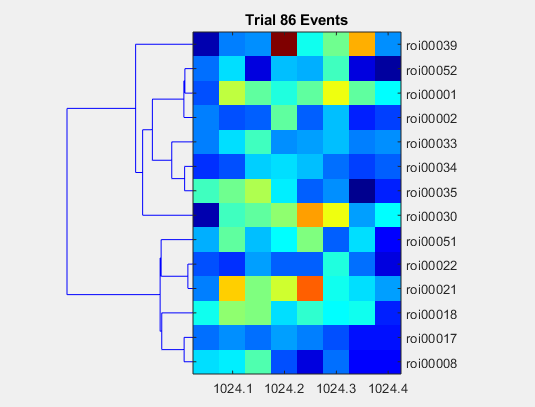 Trial 86 Events
roi00039
roi00052
roi00001
roi00002
roi00033
roi00034
roi00035
roi00030
roi00051
roi00022
roi00021
roi00018
roi00017
roi00008
1024.1 1024.2 1024.3 1024.4